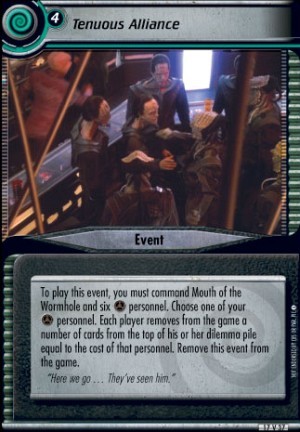 4
Tenuous Alliance
Event
To play this event, you must command Mouth of the
Wormhole and six personnel. Choose one of your
personnel. Each player removes from the game a
number of cards from the top of his or her dilemma pile
equal to the cost of that personnel. Remove this event from
the game.
"Here we go ... They've seen him."
17 V 37